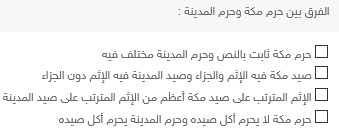 الفرق بين حرم مكة وحرم المدينة :
حرم مكة ثابت بالنص وحرم المدينة مختلف فيه
صيد مكة فيه الإثم والجزاء وصيد المدينة فيه الإثم دون الجزاء
الإثم المترتب على صيد مكة أعظم من الإثم المترتب على صيد المدينة
حرم مكة لا يحرم أكل صيده وحرم المدينة يحرم أكل صيده